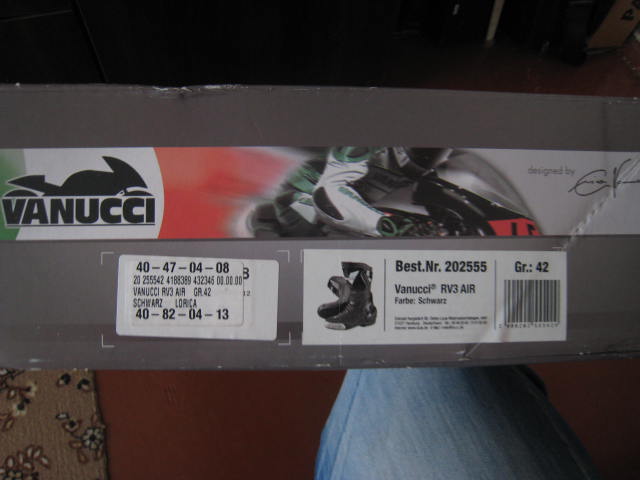 VANUCCI
designed by
40-47-04-08
20 255542 4188389 432346 00.00.00
VANUCCI RV3 AIR GR.42
SCHWARZ LORICA
40-82-04-13
Best.Nr. 202555 Gr.: 42
Vanucci® RV3 AIR
Farbe: Schwarz